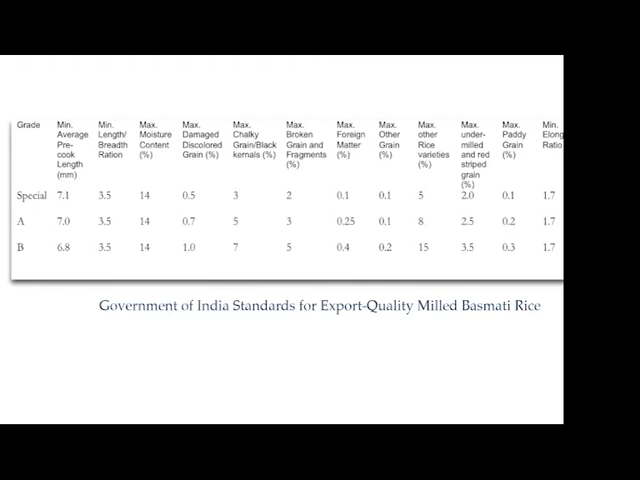 Grade Min. Average Pre-cook Length (mm) Min. Length/ Breadth Ration Max. Moisture Content (%) Max. Damaged Discolored Grain (%) Max. Chalky Grain/Black kernals (%) Max. Broken Grain and Fragments (%) Max. Foreign Matter (%) Max. Other Grain (%) Max. other Rice varieties (%) Max. under-milled and red striped grain (%) Max. Paddy Grain (%) Min. Elong Ratio
Special 7.1 3.5 14 0.5 3 2 0.1 0.1 5 2.0 0.1 1.7
A 7.0 3.5 14 0.7 5 3 0.25 0.1 8 2.5 0.2 1.7
B 6.8 3.5 14 1.0 7 5 0.4 0.2 15 3.5 0.3 1.7
Government of India Standards for Export-Quality Milled Basmati Rice